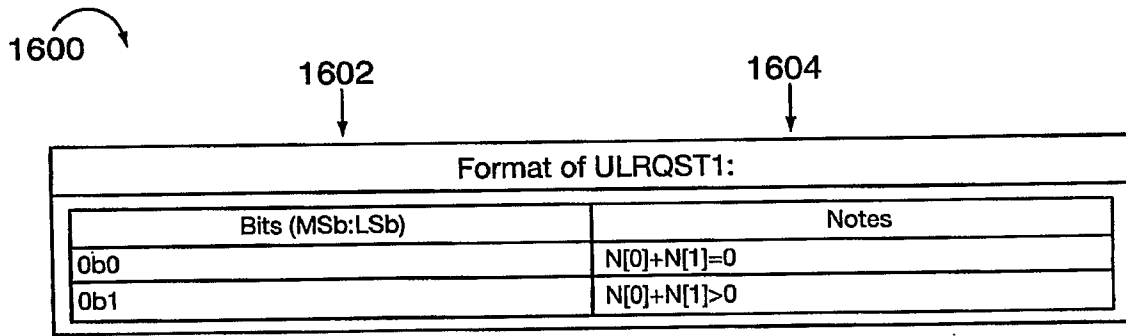 1600
1602 1604
Format of ULRQST1:
Bits (MSb:LSb) Notes
0b0 N[0]+N[1]=0
0b1 N[0]+N[1]>0